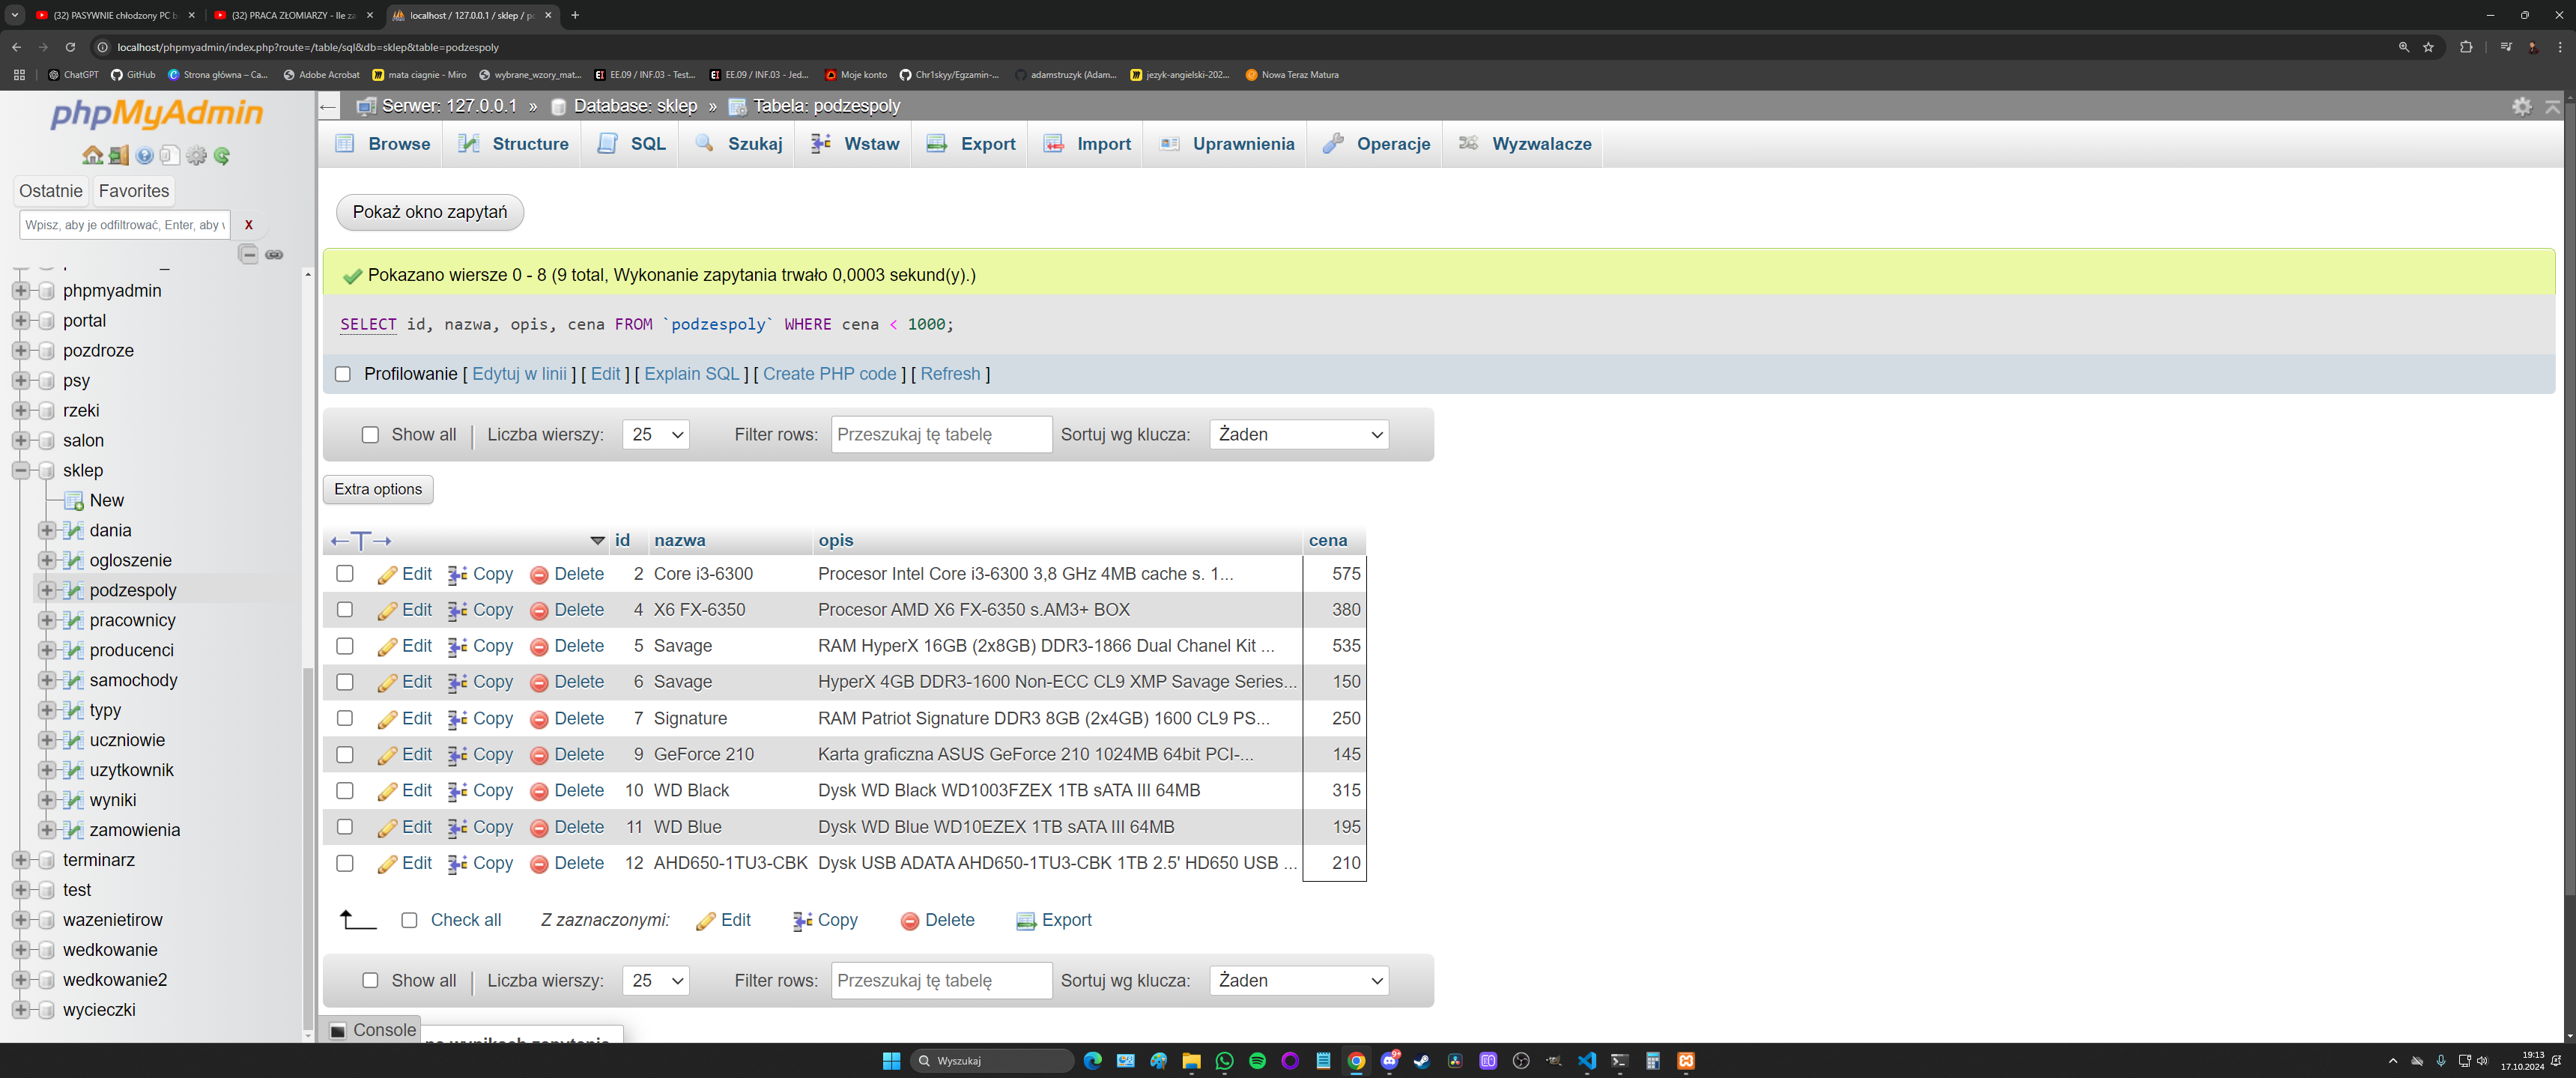 (32) PASYWNIE chłodzony PC b
(32) PRACA ZŁOMIARZY - Ile za
localhost / 127.0.0.1 / sklep / po
localhost/phpmyadmin/index.php?route=/table/sql&db=sklep&table=podzespoly
ChatGPT
GitHub
Strona główna – Ca...
Adobe Acrobat
mata ciagnie - Miro
wybrane_wzory_mat...
EE.09 / INF.03 - Test...
EE.09 / INF.03 - Jed...
Moje konto
Chr1skyy/Egzamin-...
adamstruzyk (Adam...
jezyk-angielski-202...
Nowa Teraz Matura
phpMyAdmin
Ostatnie Favorites
Wpisz, aby je odfiltrować, Enter, aby
X
phpmyadmin
portal
pozdroze
psy
rzeki
salon
sklep
New
dania
ogloszenie
podzespoly
pracownicy
producenci
samochody
typy
uczniowie
uzytkownik
wyniki
zamowienia
terminarz
test
wazenietirow
wedkowanie
wedkowanie2
wycieczki
Serwer: 127.0.0.1 » Database: sklep » Tabela: podzespoly
Browse Structure SQL Szukaj Wstaw Export Import Uprawnienia Operacje Wyzwalacze
Pokaż okno zapytań
Pokazano wiersze 0 - 8 (9 total, Wykonanie zapytania trwało 0,0003 sekund(y).)
SELECT id, nazwa, opis, cena FROM `podzespoly` WHERE cena < 1000;
Profilowanie [ Edytuj w linii ] [ Edit ] [ Explain SQL ] [ Create PHP code ] [ Refresh ]
Show all | Liczba wierszy: 25 Filter rows: Przeszukaj tę tabelę Sortuj wg klucza: Żaden
Extra options
←T→ id nazwa opis cena
Edit Copy Delete 2 Core i3-6300 Procesor Intel Core i3-6300 3,8 GHz 4MB cache s. 1... 575
Edit Copy Delete 4 X6 FX-6350 Procesor AMD X6 FX-6350 s.AM3+ BOX 380
Edit Copy Delete 5 Savage RAM HyperX 16GB (2x8GB) DDR3-1866 Dual Chanel Kit ... 535
Edit Copy Delete 6 Savage HyperX 4GB DDR3-1600 Non-ECC CL9 XMP Savage Series... 150
Edit Copy Delete 7 Signature RAM Patriot Signature DDR3 8GB (2x4GB) 1600 CL9 PS... 250
Edit Copy Delete 9 GeForce 210 Karta graficzna ASUS GeForce 210 1024MB 64bit PCI-... 145
Edit Copy Delete 10 WD Black Dysk WD Black WD1003FZEX 1TB sATA III 64MB 315
Edit Copy Delete 11 WD Blue Dysk WD Blue WD10EZEX 1TB sATA III 64MB 195
Edit Copy Delete 12 AHD650-1TU3-CBK Dysk USB ADATA AHD650-1TU3-CBK 1TB 2.5' HD650 USB ... 210
Check all Z zaznaczonymi: Edit Copy Delete Export
Show all | Liczba wierszy: 25 Filter rows: Przeszukaj tę tabelę Sortuj wg klucza: Żaden
Console
Wyszukaj
19:13
17.10.2024